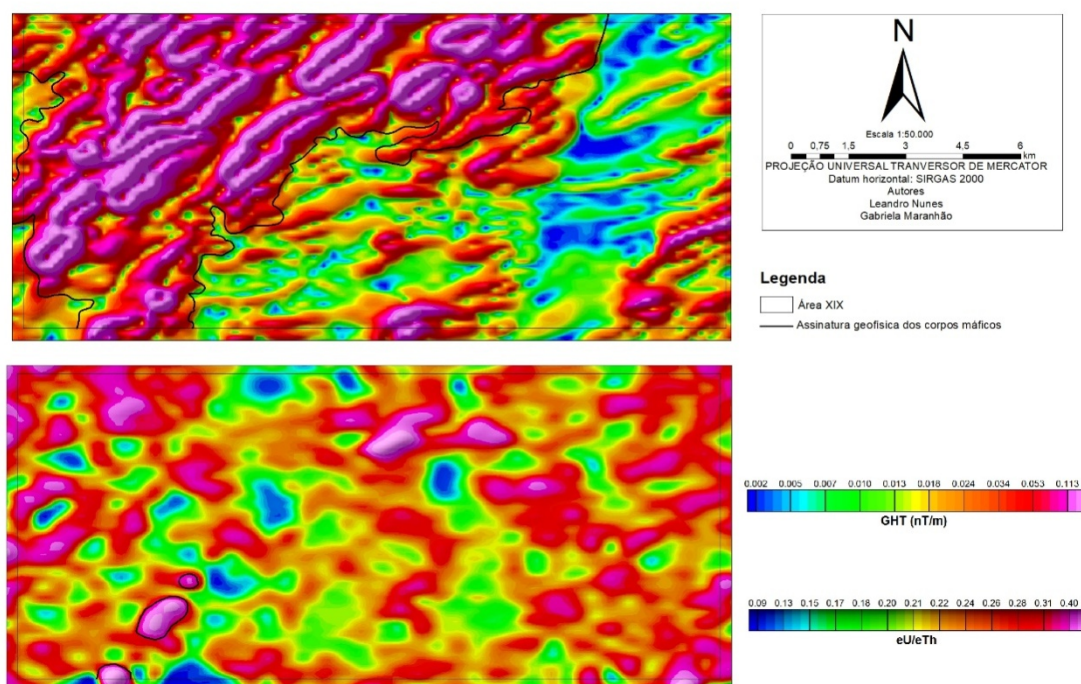 N
Escala 1:50.000
0 0,75 1,5 3 4,5 6
km
PROJEÇÃO UNIVERSAL TRANVERSOR DE MERCATOR
Datum horizontal: SIRGAS 2000
Autores
Leandro Nunes
Gabriela Maranhão
Legenda
Área XIX
Assinatura geofísica dos corpos máficos
0.002 0.005 0.007 0.010 0.013 0.018 0.024 0.034 0.053 0.113
GHT (nT/m)
0.09 0.13 0.15 0.17 0.18 0.20 0.21 0.22 0.24 0.26 0.28 0.31 0.40
eU/eTh